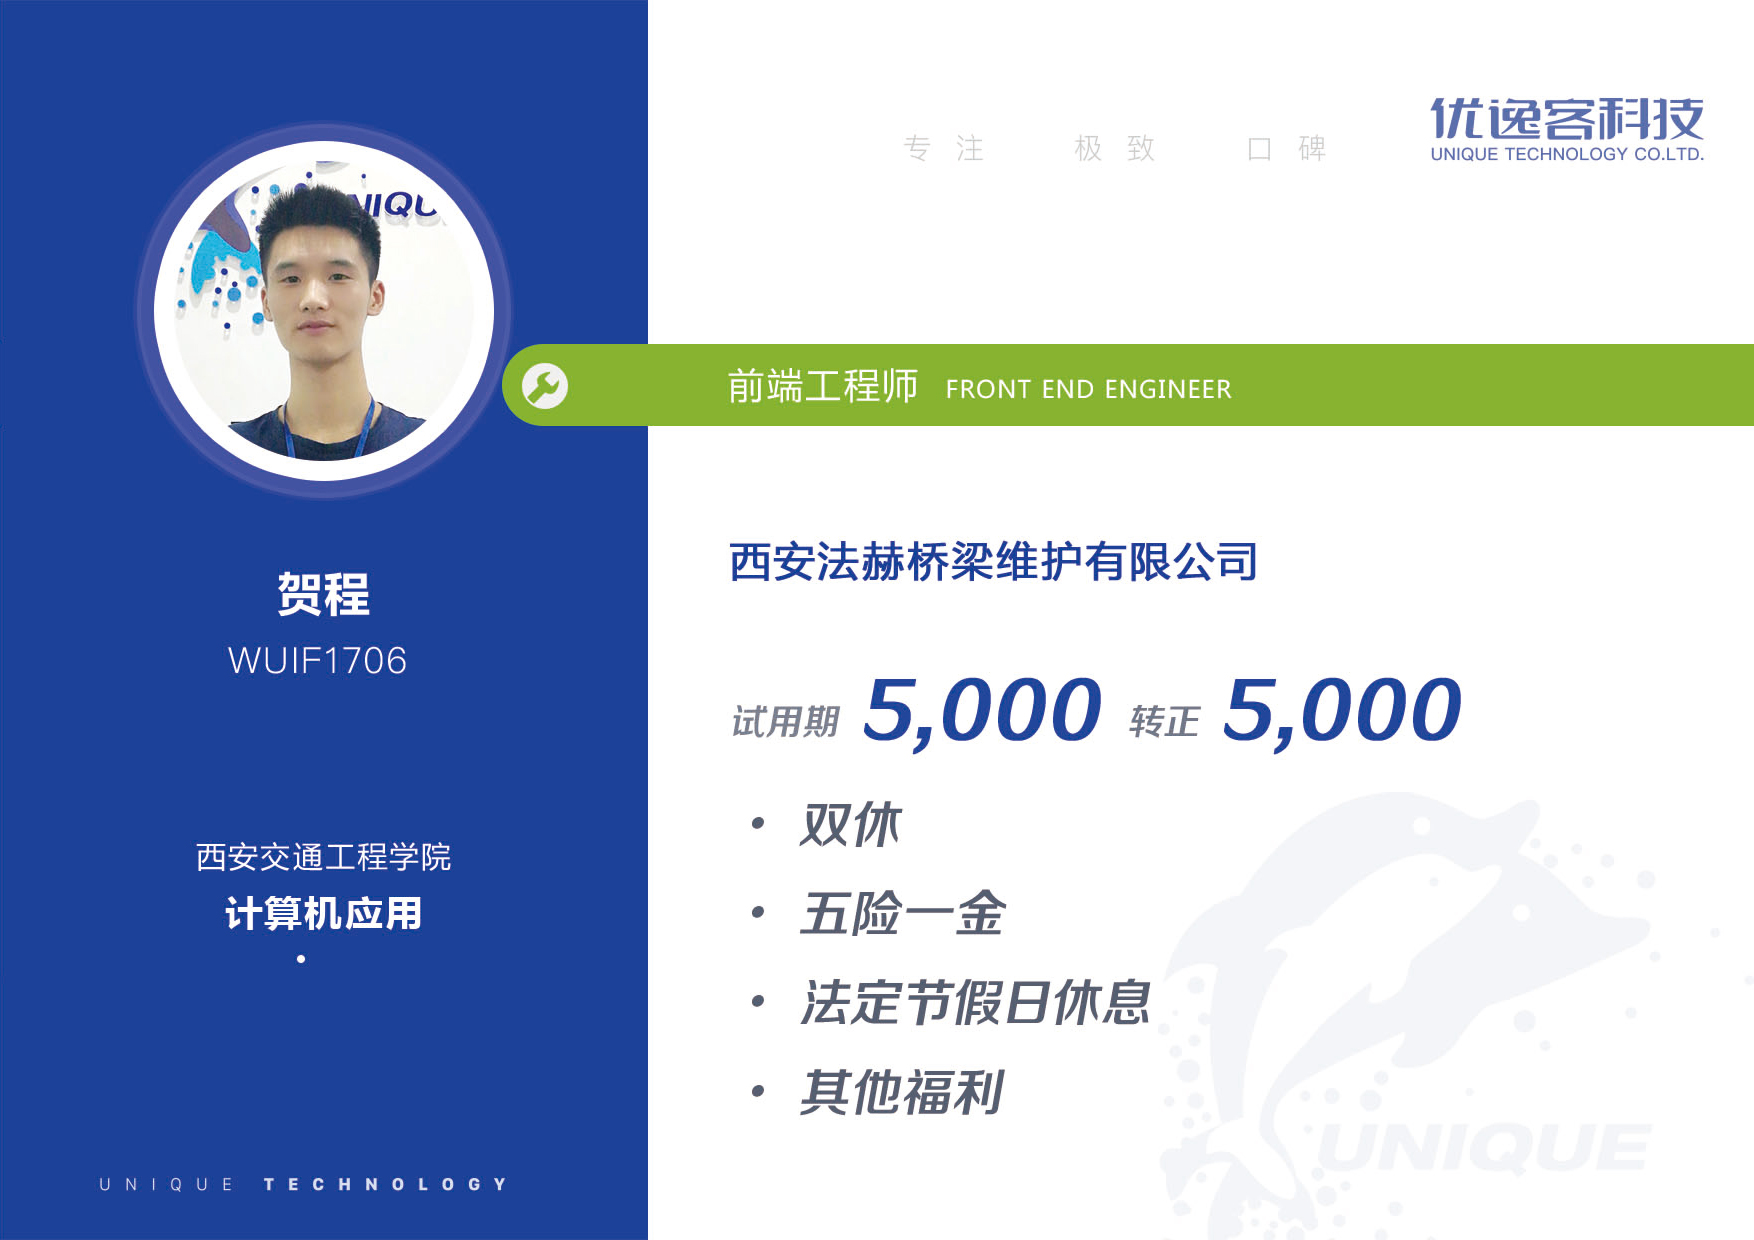 优逸客科技
UNIQUE TECHNOLOGY CO.LTD.
专注 极致 口碑
UNIQU
前端工程师 FRONT END ENGINEER
贺程
WUIF1706
西安交通工程学院
计算机应用
UNIQUE TECHNOLOGY
西安法赫桥梁维护有限公司
试用期 5,000 转正 5,000
• 双休
• 五险一金
• 法定节假日休息
• 其他福利
UNIQUE